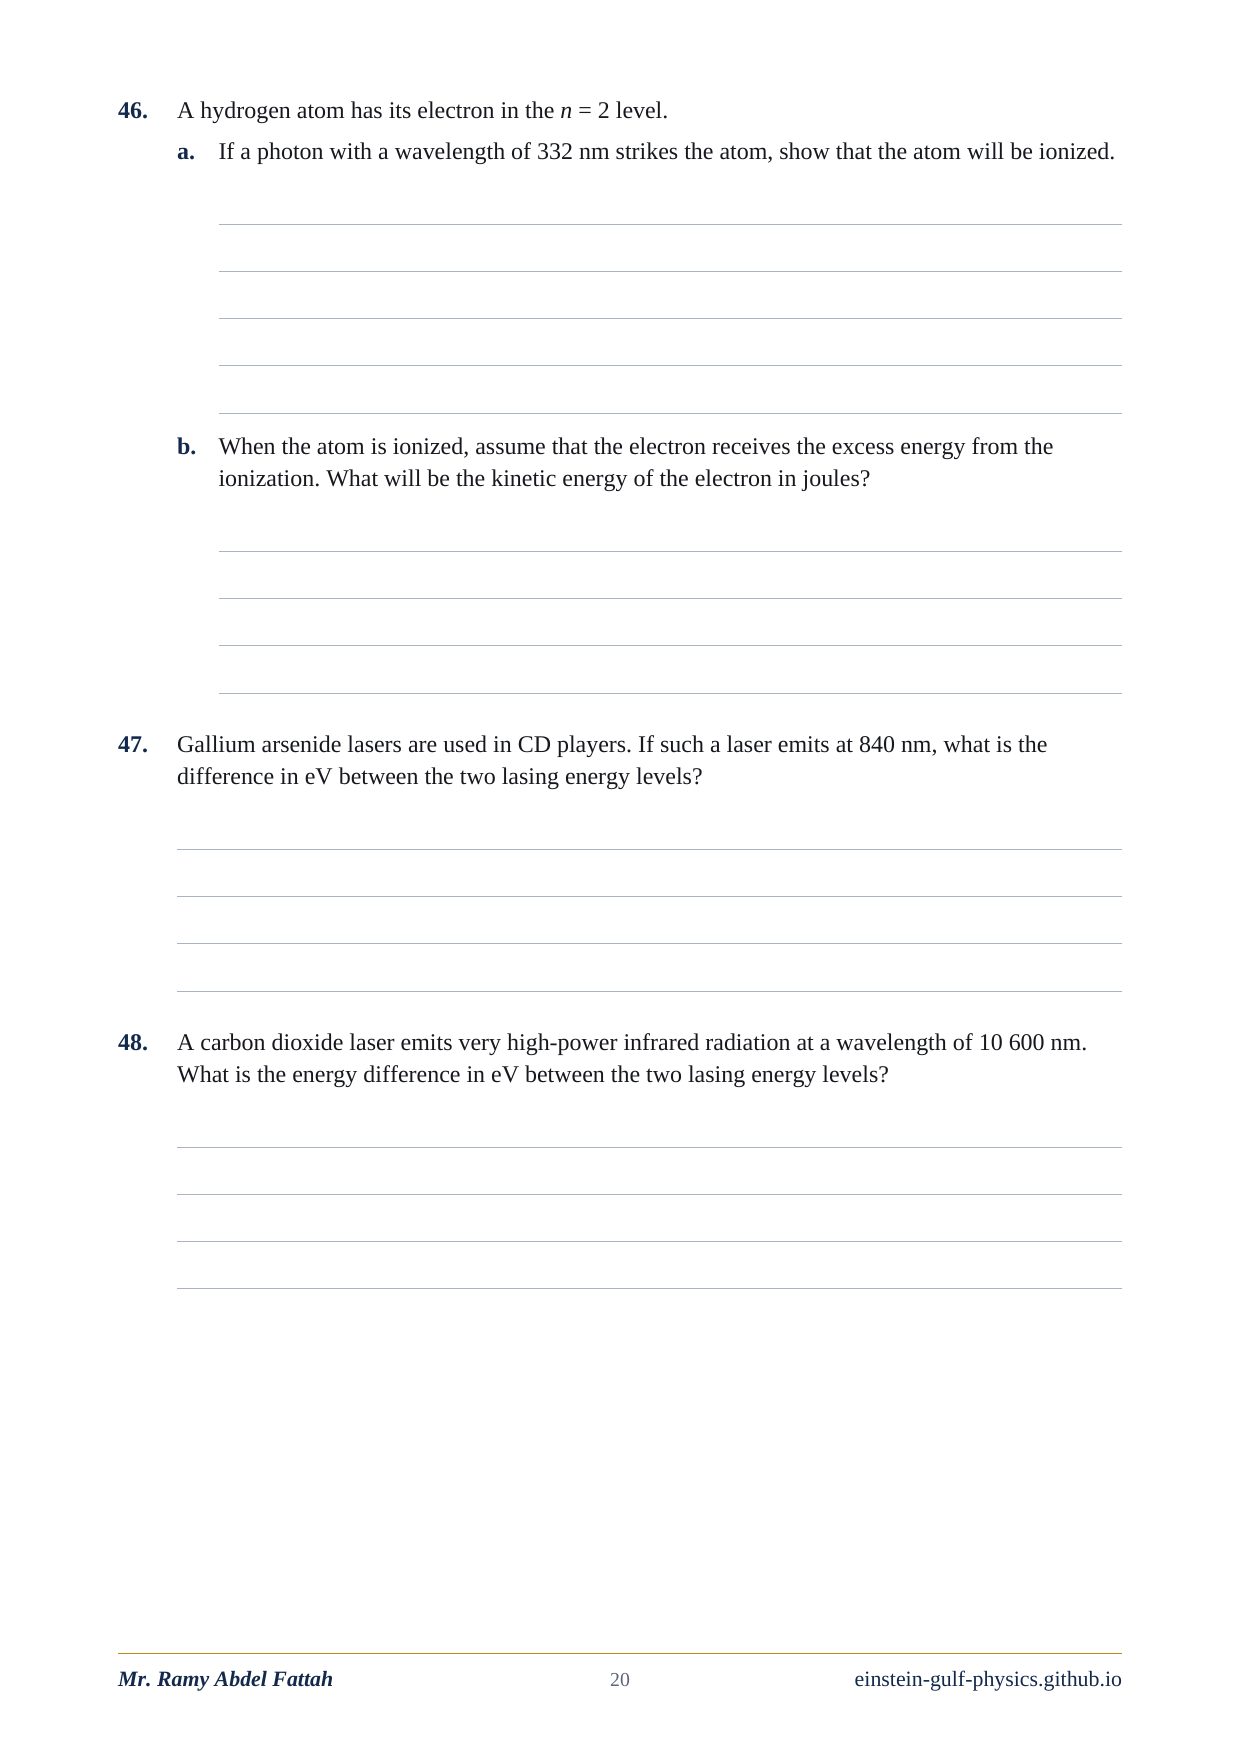 46. A hydrogen atom has its electron in the n = 2 level.
a. If a photon with a wavelength of 332 nm strikes the atom, show that the atom will be ionized.
b. When the atom is ionized, assume that the electron receives the excess energy from the
ionization. What will be the kinetic energy of the electron in joules?
47. Gallium arsenide lasers are used in CD players. If such a laser emits at 840 nm, what is the
difference in eV between the two lasing energy levels?
48. A carbon dioxide laser emits very high-power infrared radiation at a wavelength of 10 600 nm.
What is the energy difference in eV between the two lasing energy levels?
Mr. Ramy Abdel Fattah 20 einstein-gulf-physics.github.io